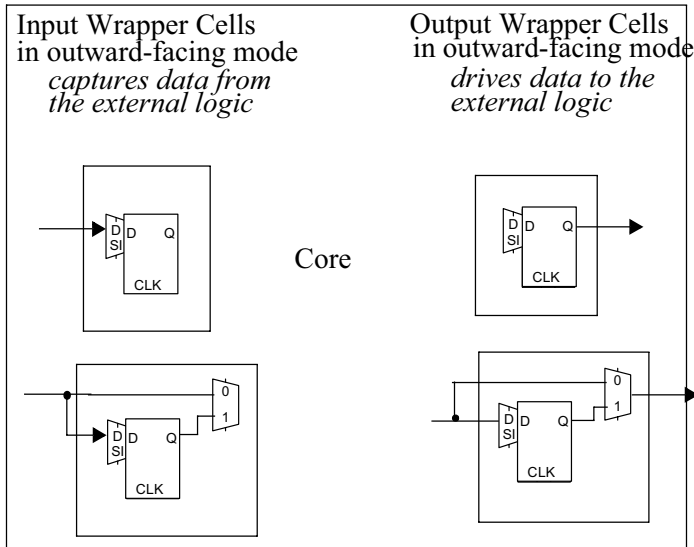 Input Wrapper Cells
in outward-facing mode
captures data from
the external logic
Output Wrapper Cells
in outward-facing mode
drives data to the
external logic
D
SI
D
Q
CLK
Core
D
SI
D
Q
CLK
0
1
D
SI
D
Q
CLK
0
1
D
SI
D
Q
CLK